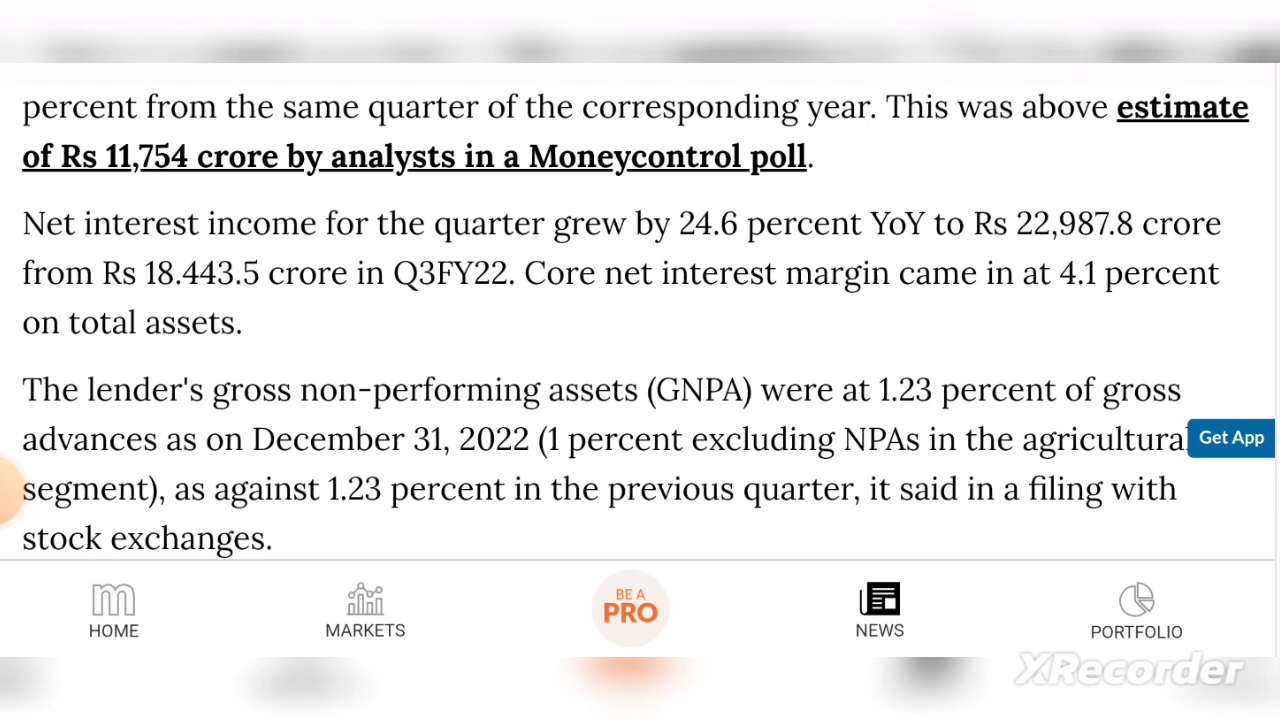 percent from the same quarter of the corresponding year. This was above estimate
of Rs 11,754 crore by analysts in a Moneycontrol poll.
Net interest income for the quarter grew by 24.6 percent YoY to Rs 22,987.8 crore
from Rs 18.443.5 crore in Q3FY22. Core net interest margin came in at 4.1 percent
on total assets.
The lender's gross non-performing assets (GNPA) were at 1.23 percent of gross
advances as on December 31, 2022 (1 percent excluding NPAs in the agricultural
Get App
segment), as against 1.23 percent in the previous quarter, it said in a filing with
stock exchanges.
HOME
MARKETS
BE A
PRO
NEWS
PORTFOLIO
XRecorder